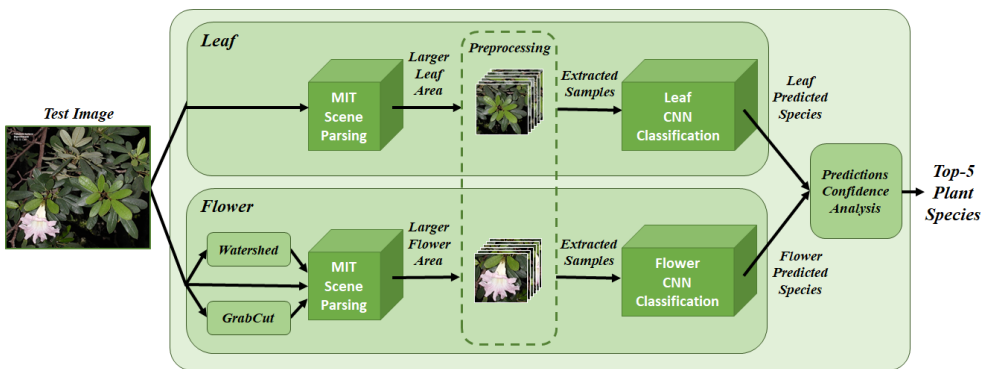 Test Image
Leaf
MIT
Scene
Parsing
Larger
Leaf
Area
Preprocessing
Extracted
Samples
Leaf
CNN
Classification
Leaf
Predicted
Species
Flower
Watershed
GrabCut
MIT
Scene
Parsing
Larger
Flower
Area
Extracted
Samples
Flower
CNN
Classification
Flower
Predicted
Species
Predictions
Confidence
Analysis
Top-5
Plant
Species